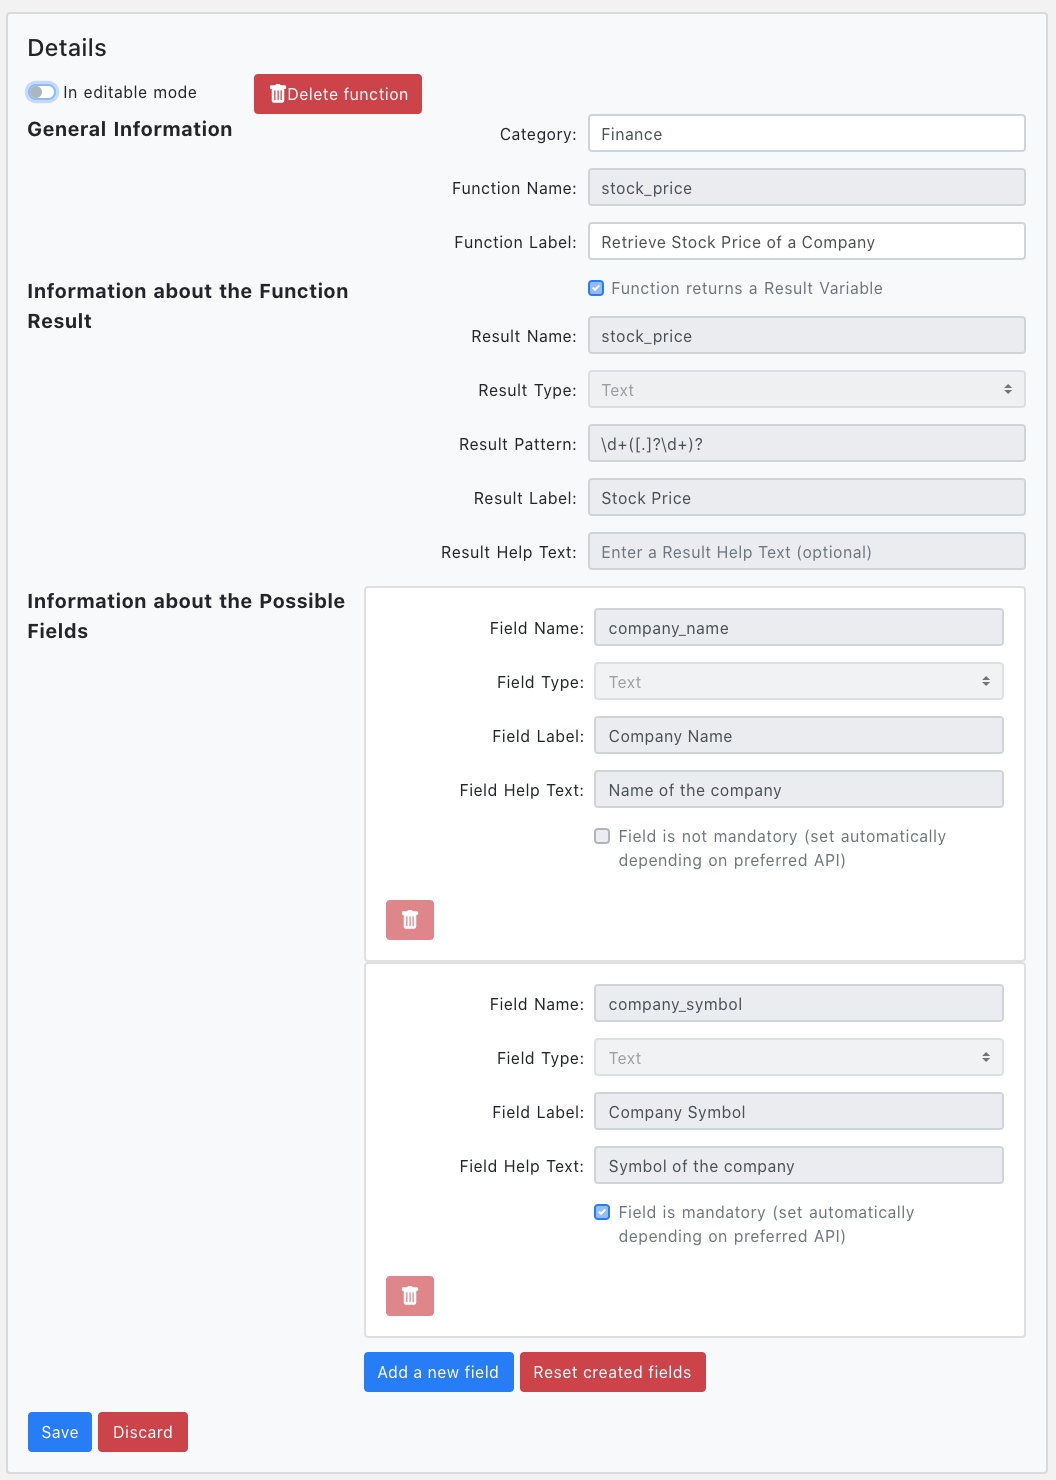 Details
In editable mode
Delete function
General Information
Category: Finance
Function Name: stock_price
Function Label: Retrieve Stock Price of a Company
Information about the Function
Result
Function returns a Result Variable
Result Name: stock_price
Result Type: Text
Result Pattern: \d+([.]?\d+)?
Result Label: Stock Price
Result Help Text: Enter a Result Help Text (optional)
Information about the Possible
Fields
Field Name: company_name
Field Type: Text
Field Label: Company Name
Field Help Text: Name of the company
Field is not mandatory (set automatically
depending on preferred API)
Field Name: company_symbol
Field Type: Text
Field Label: Company Symbol
Field Help Text: Symbol of the company
Field is mandatory (set automatically
depending on preferred API)
Add a new field
Reset created fields
Save
Discard